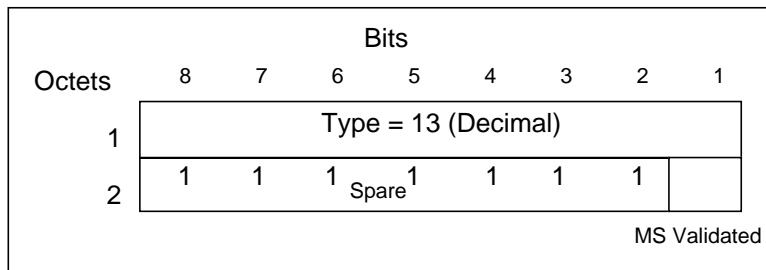 Bits
Octets 8 7 6 5 4 3 2 1
1 Type = 13 (Decimal)
2 1 1 1 1 1 1 1
Spare
MS Validated